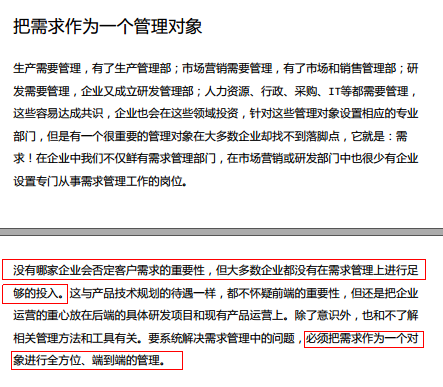 把需求作为一个管理对象
生产需要管理，有了生产管理部；市场营销需要管理，有了市场和销售管理部；研
发需要管理，企业又成立研发管理部；人力资源、行政、采购、IT等都需要管理，
这些容易达成共识，企业也会在这些领域投资，针对这些管理对象设置相应的专业
部门，但是有一个很重要的管理对象在大多数企业却找不到落脚点，它就是：需
求！在企业中我们不仅鲜有需求管理部门，在市场营销或研发部门中也很少有企业
设置专门从事需求管理工作的岗位。
没有哪家企业会否定客户需求的重要性，但大多数企业都没有在需求管理上进行足
够的投入。这与产品技术规划的待遇一样，都不怀疑前端的重要性，但还是把企业
运营的重心放在后端的具体研发项目和现有产品运营上。除了意识外，也和不了解
相关管理方法和工具有关。要系统解决需求管理中的问题，必须把需求作为一个对
象进行全方位、端到端的管理。